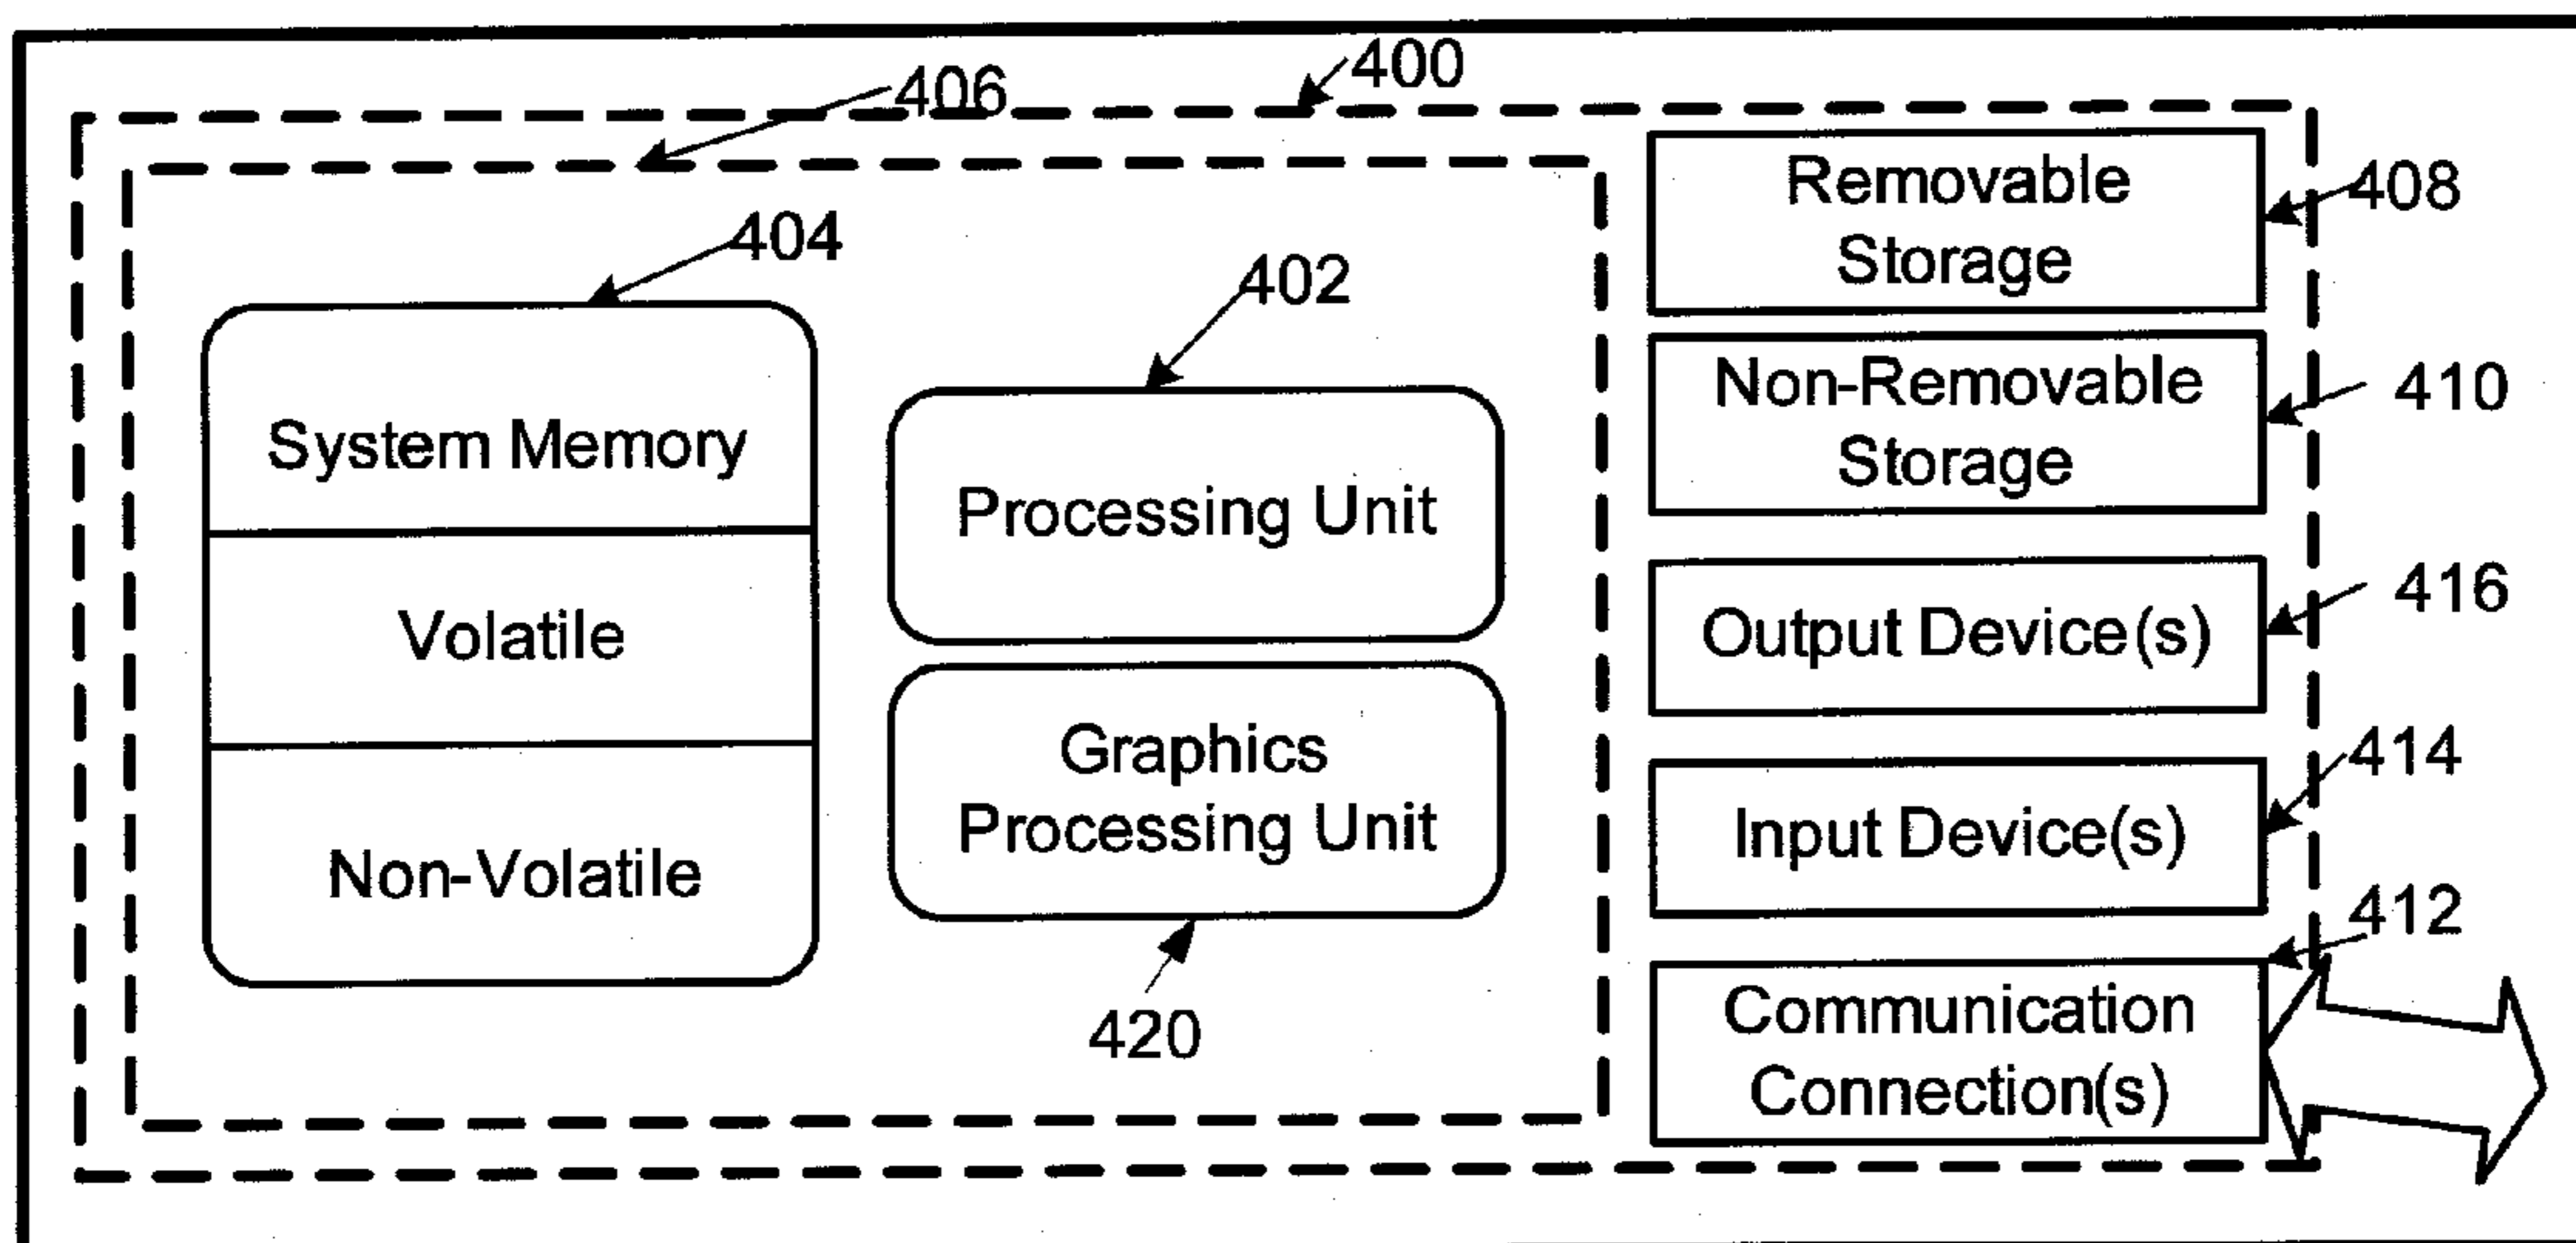 400
406
404
402
System Memory
Volatile
Non-Volatile
Processing Unit
Graphics
Processing Unit
420
Removable
Storage
408
Non-Removable
Storage
410
Output Device(s)
416
Input Device(s)
414
412
Communication
Connection(s)